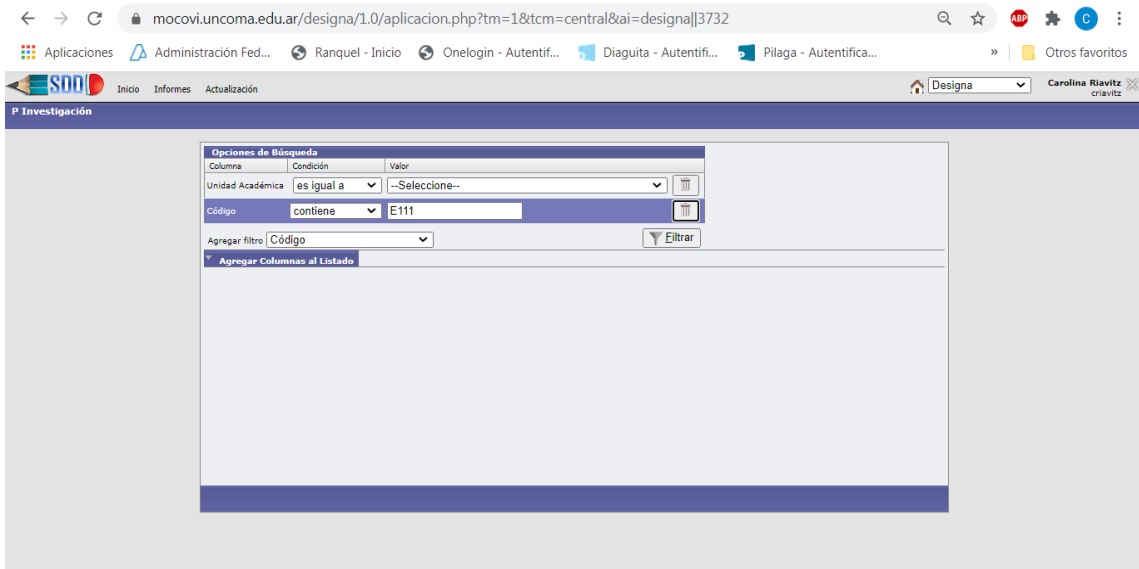 mocovi.uncoma.edu.ar/designa/1.0/aplicacion.php?tm=1&tcm=central&ai=designa||3732 ABP C
Aplicaciones Administración Fed... Ranquel - Inicio Onelogin - Autentif... Diaguita - Autentifi... Pilaga - Autentifica... » Otros favoritos
SDD Inicio Informes Actualización Designa Carolina Riavitz
criavitz
P Investigación
Opciones de Búsqueda
Columna Condición Valor
Unidad Académica es igual a --Seleccione--
Código contiene E111
Agregar filtro Código Filtrar
Agregar Columnas al Listado